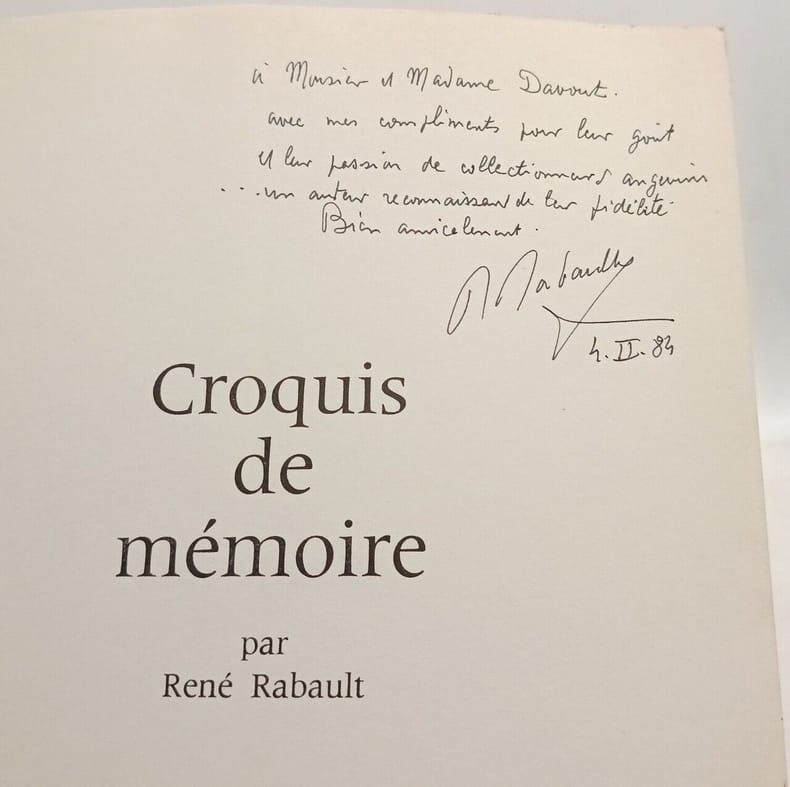 à Monsieur et Madame Davout.
avec mes compliments pour leur goût
et leur passion de collectionneurs angevins
...un auteur reconnaissant de leur fidélité
Bien amicalement.
R Rabault
4.II.84
Croquis
de
mémoire
par
René Rabault